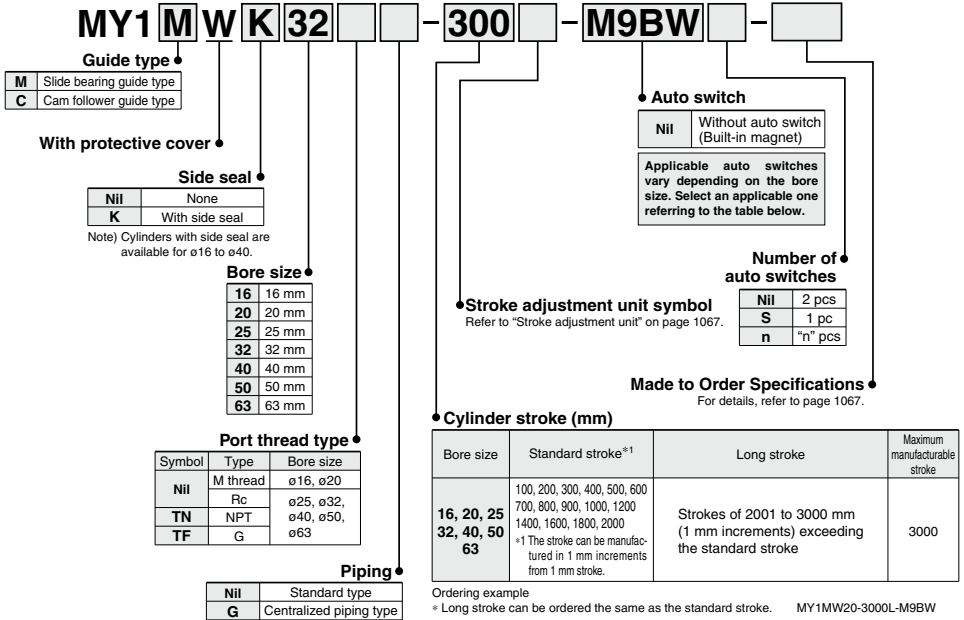 MY1 M W K 32 - 300 - M9BW -
Guide type
M Slide bearing guide type
C Cam follower guide type
With protective cover
Side seal
Nil None
K With side seal
Note) Cylinders with side seal are
available for ø16 to ø40.
Bore size
16 16 mm
20 20 mm
25 25 mm
32 32 mm
40 40 mm
50 50 mm
63 63 mm
Port thread type
Symbol Type Bore size
Nil M thread ø16, ø20
Rc ø25, ø32,
TN NPT ø40, ø50,
TF G ø63
Piping
Nil Standard type
G Centralized piping type
Auto switch
Nil Without auto switch
(Built-in magnet)
Applicable auto switches
vary depending on the bore
size. Select an applicable one
referring to the table below.
Number of
auto switches
Nil 2 pcs
S 1 pc
n “n” pcs
Stroke adjustment unit symbol
Refer to “Stroke adjustment unit” on page 1067.
Made to Order Specifications
For details, refer to page 1067.
Cylinder stroke (mm)
Bore size Standard stroke*1 Long stroke Maximum
manufacturable
stroke
16, 20, 25
32, 40, 50
63
100, 200, 300, 400, 500, 600
700, 800, 900, 1000, 1200
1400, 1600, 1800, 2000
*1 The stroke can be manufac-
tured in 1 mm increments
from 1 mm stroke.
Strokes of 2001 to 3000 mm
(1 mm increments) exceeding
the standard stroke
3000
Ordering example
* Long stroke can be ordered the same as the standard stroke. MY1MW20-3000L-M9BW